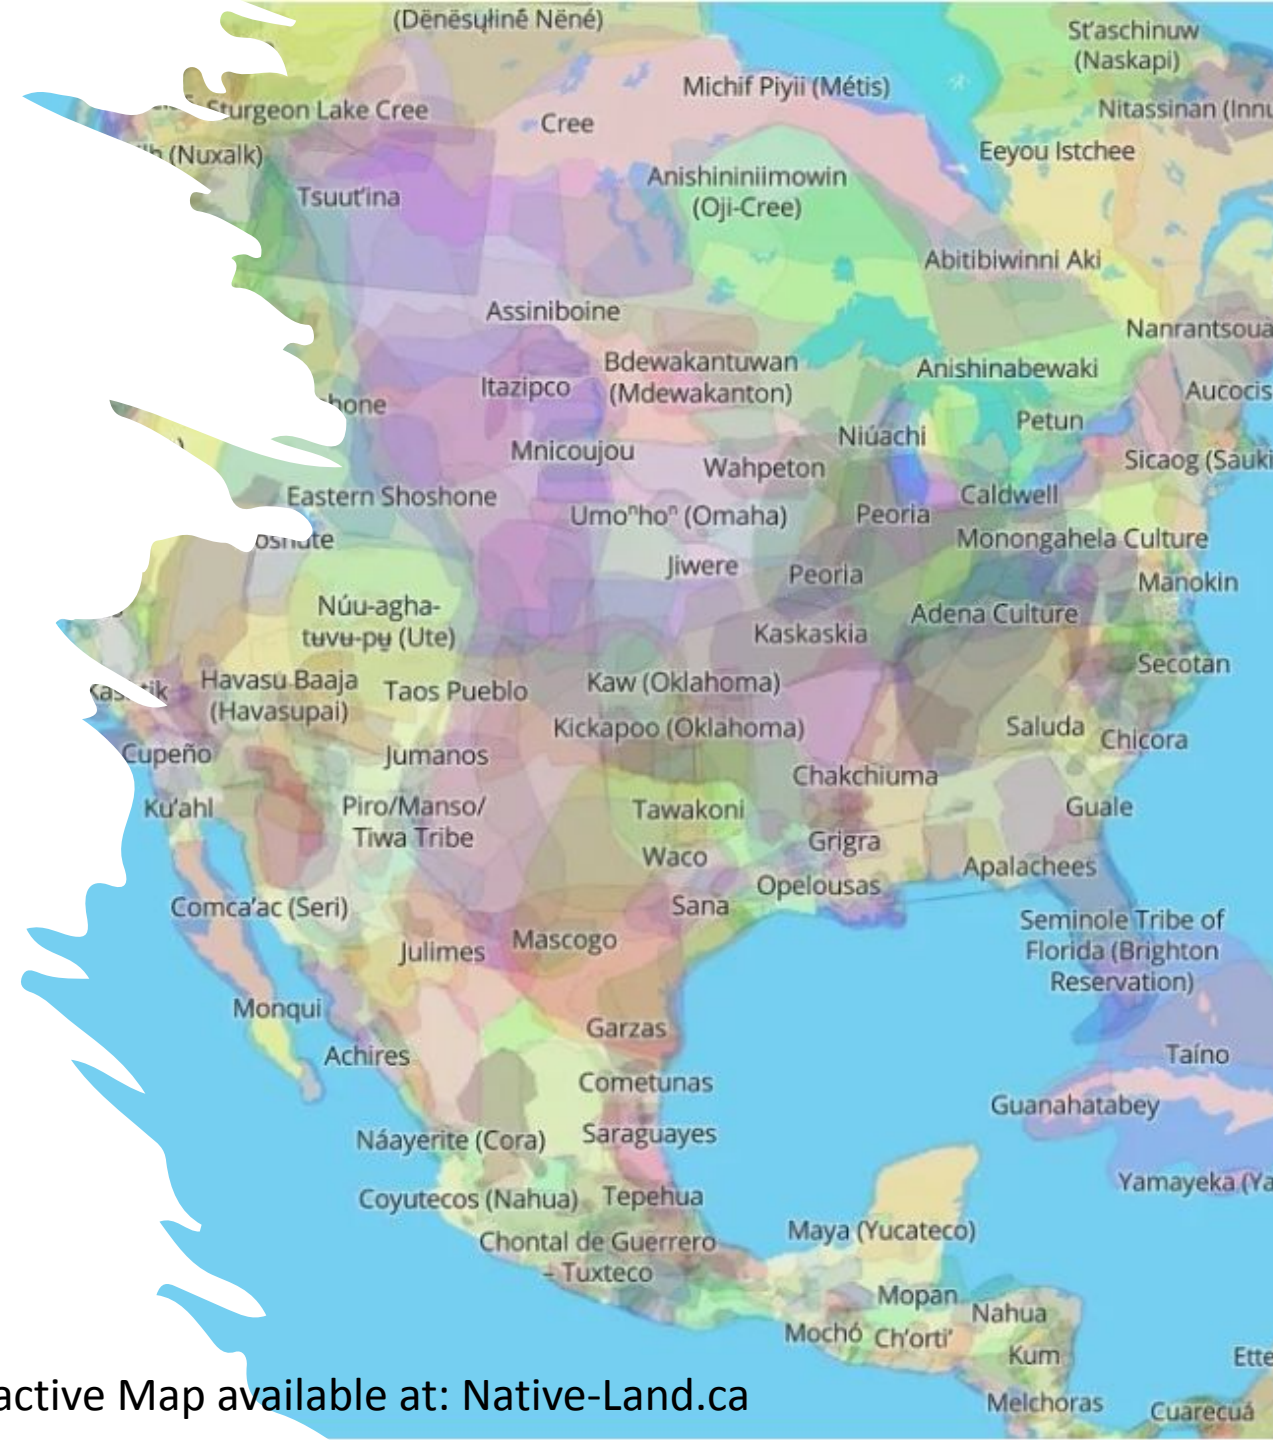 (Dënësųłiné Nëné)
St'aschinuw
(Naskapi)
Michif Piyii (Métis)
Sturgeon Lake Cree
Cree
Nitassinan (Innu
(Nuxalk)
Eeyou Istchee
Tsuut'ina
Anishininiimowin
(Oji-Cree)
Abitibiwinni Aki
Assiniboine
Nanrantsoua
Bdewakantuwan
(Mdewakanton)
Anishinabewaki
Itazipco
Aucocis
hone
Petun
Niúachi
Mnicoujou
Wahpeton
Sicaog (Sauki
Eastern Shoshone
Caldwell
Umoⁿhoⁿ (Omaha)
Peoria
oshute
Monongahela Culture
Jiwere
Peoria
Manokin
Núu-agha-
tʉvʉ-pʉ (Ute)
Adena Culture
Kaskaskia
Secotan
Havasu Baaja
(Havasupai)
Taos Pueblo
Kaw (Oklahoma)
Kickapoo (Oklahoma)
Saluda
Chicora
Cupeño
Jumanos
Chakchiuma
Ku'ahl
Piro/Manso/
Tiwa Tribe
Tawakoni
Guale
Grigra
Waco
Apalachees
Opelousas
Comca'ac (Seri)
Sana
Seminole Tribe of
Florida (Brighton
Reservation)
Mascogo
Julimes
Monqui
Garzas
Achires
Taíno
Cometunas
Guanahatabey
Saraguayes
Náayerite (Cora)
Yamayeka (Ya
Coyutecos (Nahua)
Tepehua
Maya (Yucateco)
Chontal de Guerrero
– Tuxteco
Mopan
Nahua
Mochó
Ch'orti'
Kum
Ette
active Map available at: Native-Land.ca
Melchoras
Cuarecuá